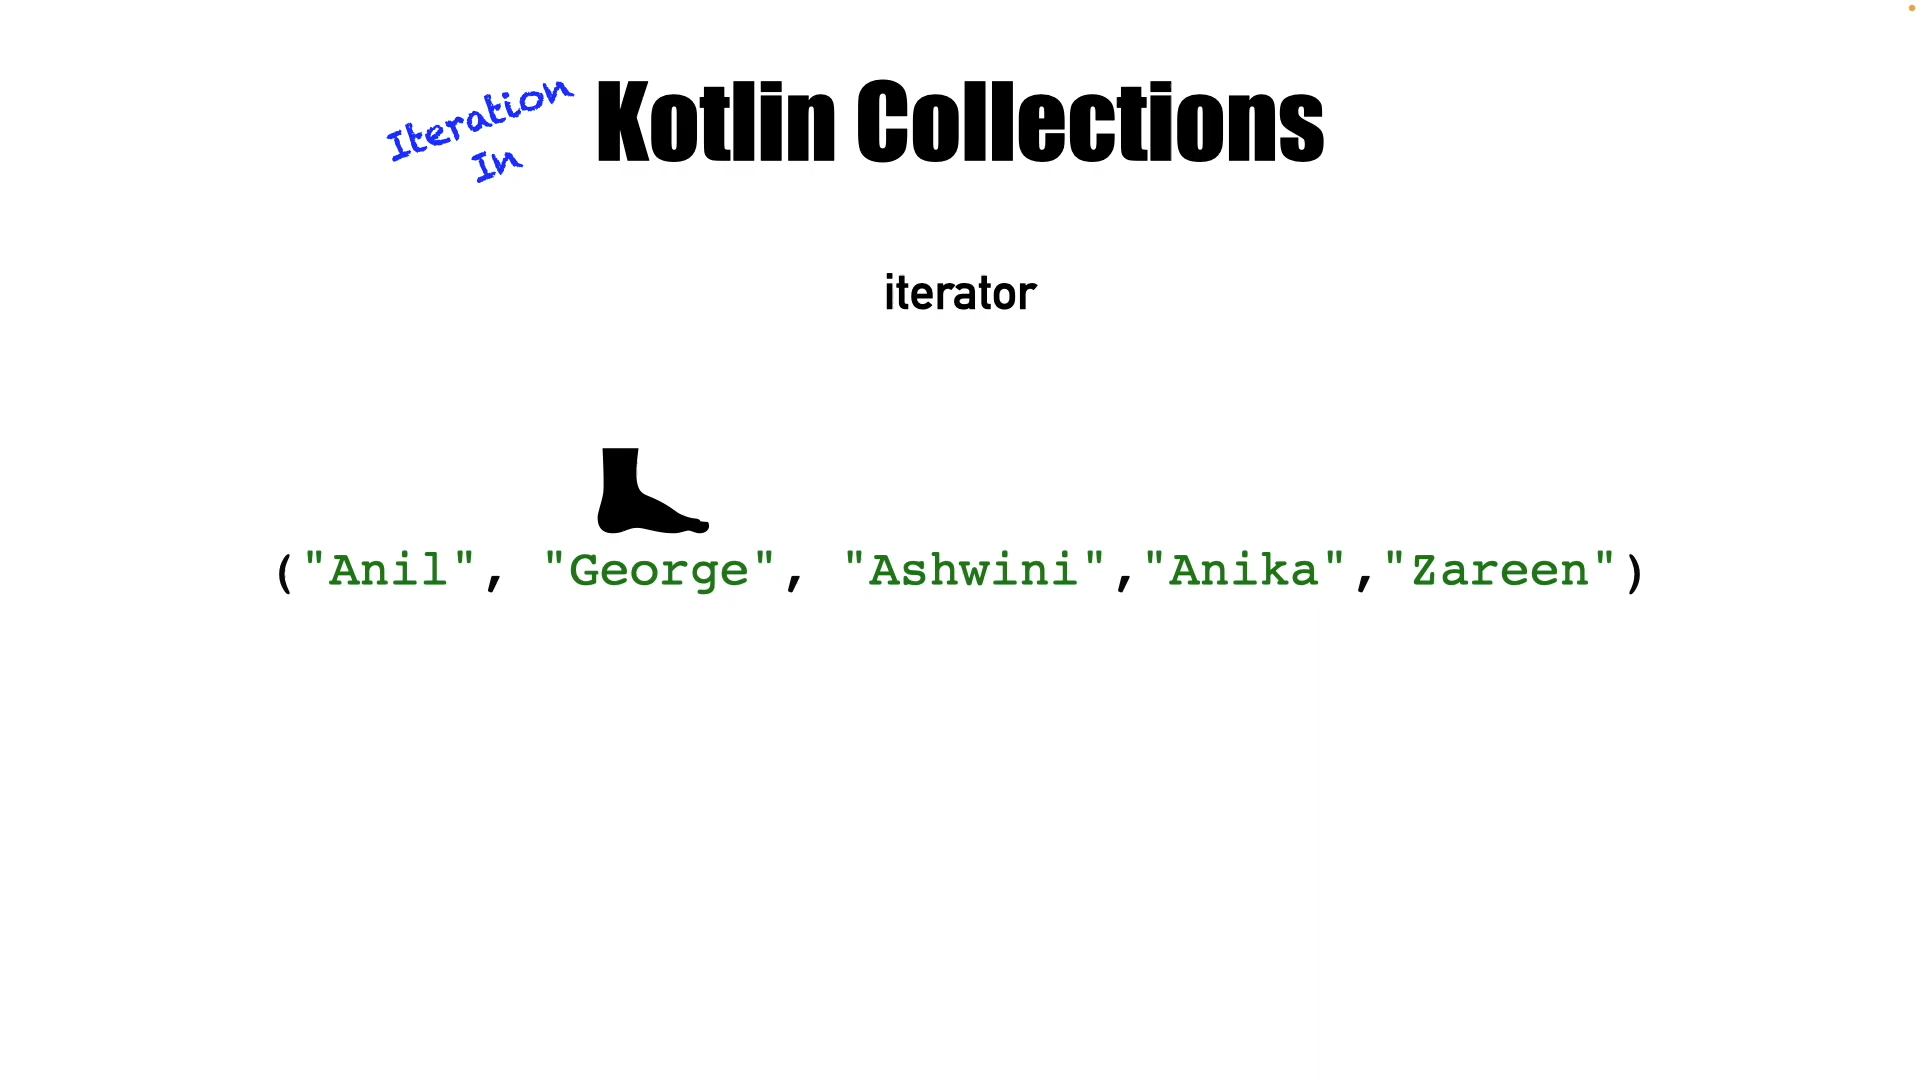 Iteration
In
Kotlin Collections
iterator
("Anil", "George", "Ashwini","Anika","Zareen")